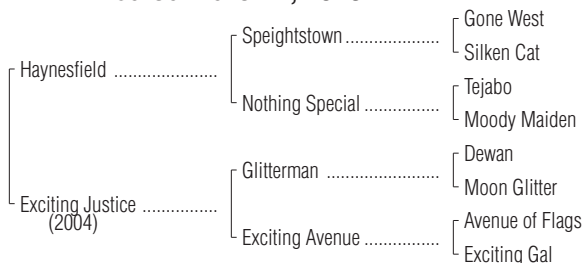 Gone West
Speightstown ....................
Silken Cat
Haynesfield ......................
Tejabo
Nothing Special ................
Moody Maiden
Dewan
Glitterman ........................
Moon Glitter
Exciting Justice ................
(2004)
Avenue of Flags
Exciting Avenue ................
Exciting Gal